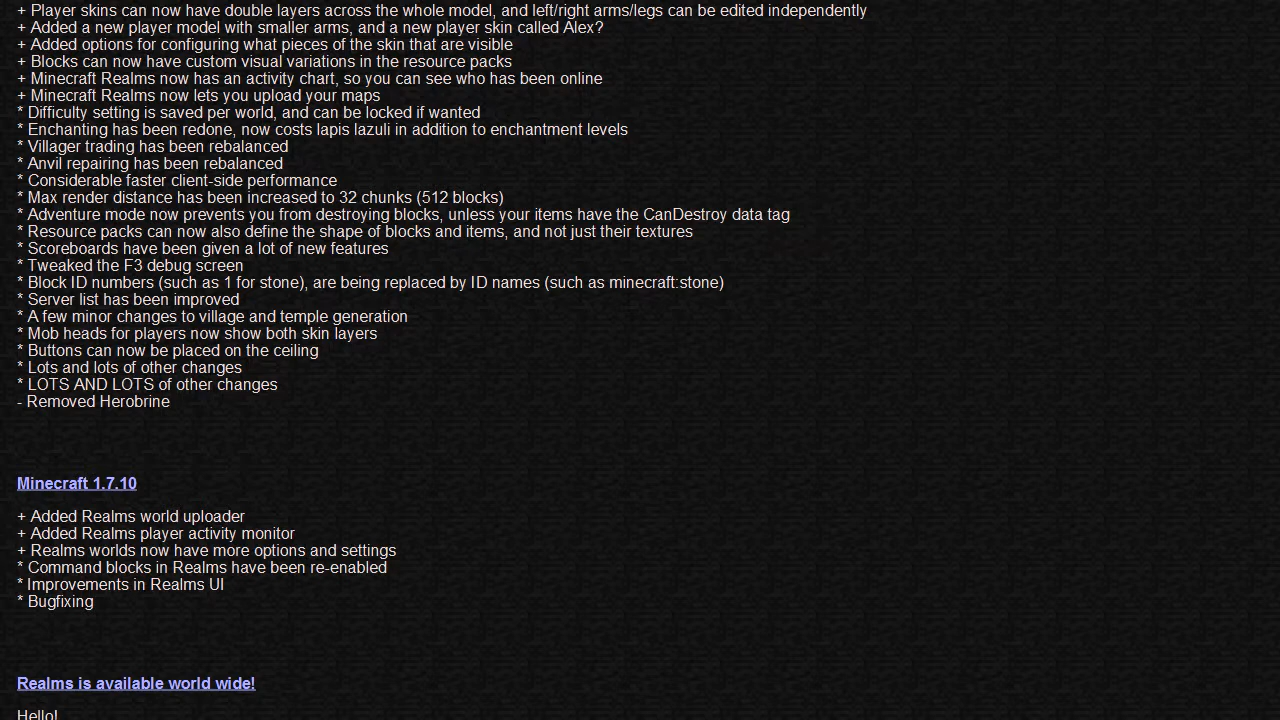 + Player skins can now have double layers across the whole model, and left/right arms/legs can be edited independently
+ Added a new player model with smaller arms, and a new player skin called Alex?
+ Added options for configuring what pieces of the skin that are visible
+ Blocks can now have custom visual variations in the resource packs
+ Minecraft Realms now has an activity chart, so you can see who has been online
+ Minecraft Realms now lets you upload your maps
* Difficulty setting is saved per world, and can be locked if wanted
* Enchanting has been redone, now costs lapis lazuli in addition to enchantment levels
* Villager trading has been rebalanced
* Anvil repairing has been rebalanced
* Considerable faster client-side performance
* Max render distance has been increased to 32 chunks (512 blocks)
* Adventure mode now prevents you from destroying blocks, unless your items have the CanDestroy data tag
* Resource packs can now also define the shape of blocks and items, and not just their textures
* Scoreboards have been given a lot of new features
* Tweaked the F3 debug screen
* Block ID numbers (such as 1 for stone), are being replaced by ID names (such as minecraft:stone)
* Server list has been improved
* A few minor changes to village and temple generation
* Mob heads for players now show both skin layers
* Buttons can now be placed on the ceiling
* Lots and lots of other changes
* LOTS AND LOTS of other changes
- Removed Herobrine
Minecraft 1.7.10
+ Added Realms world uploader
+ Added Realms player activity monitor
+ Realms worlds now have more options and settings
* Command blocks in Realms have been re-enabled
* Improvements in Realms UI
* Bugfixing
Realms is available world wide!
Hello!